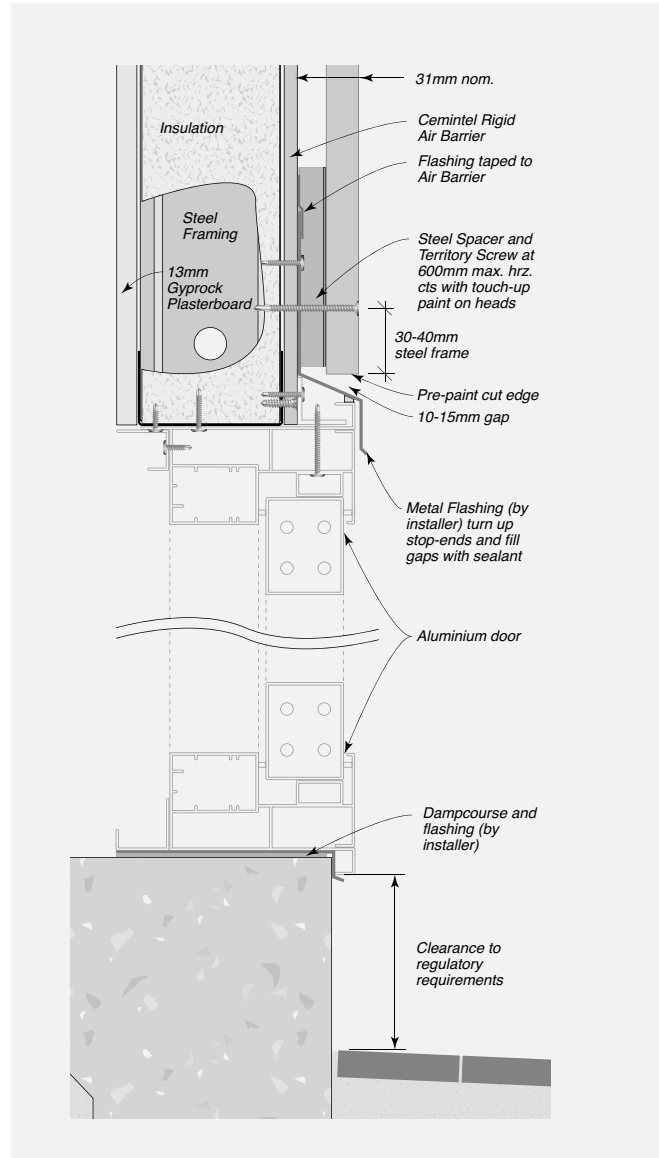 31mm nom.
Insulation
Cemintel Rigid
Air Barrier
Flashing taped to
Air Barrier
Steel
Framing
Steel Spacer and
Territory Screw at
600mm max. hrz.
cts with touch-up
paint on heads
13mm
Gyprock
Plasterboard
30-40mm
steel frame
Pre-paint cut edge
10-15mm gap
Metal Flashing (by
installer) turn up
stop-ends and fill
gaps with sealant
Aluminium door
Dampcourse and
flashing (by
installer)
Clearance to
regulatory
requirements